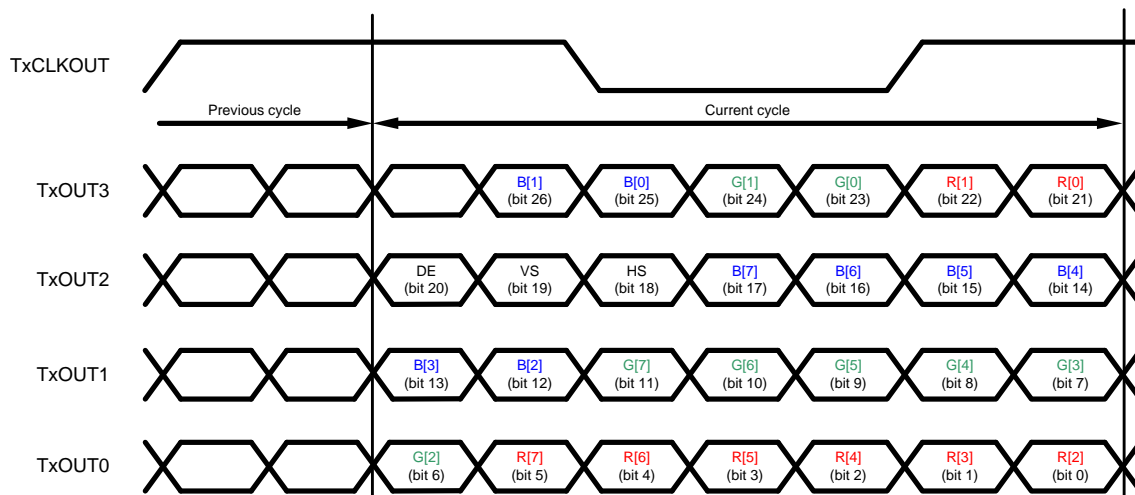 TxCLKOUT
Previous cycle
Current cycle
TxOUT3
B[1] B[0] G[1] G[0] R[1] R[0]
(bit 26) (bit 25) (bit 24) (bit 23) (bit 22) (bit 21)
TxOUT2
DE VS HS B[7] B[6] B[5] B[4]
(bit 20) (bit 19) (bit 18) (bit 17) (bit 16) (bit 15) (bit 14)
TxOUT1
B[3] B[2] G[7] G[6] G[5] G[4] G[3]
(bit 13) (bit 12) (bit 11) (bit 10) (bit 9) (bit 8) (bit 7)
TxOUT0
G[2] R[7] R[6] R[5] R[4] R[3] R[2]
(bit 6) (bit 5) (bit 4) (bit 3) (bit 2) (bit 1) (bit 0)